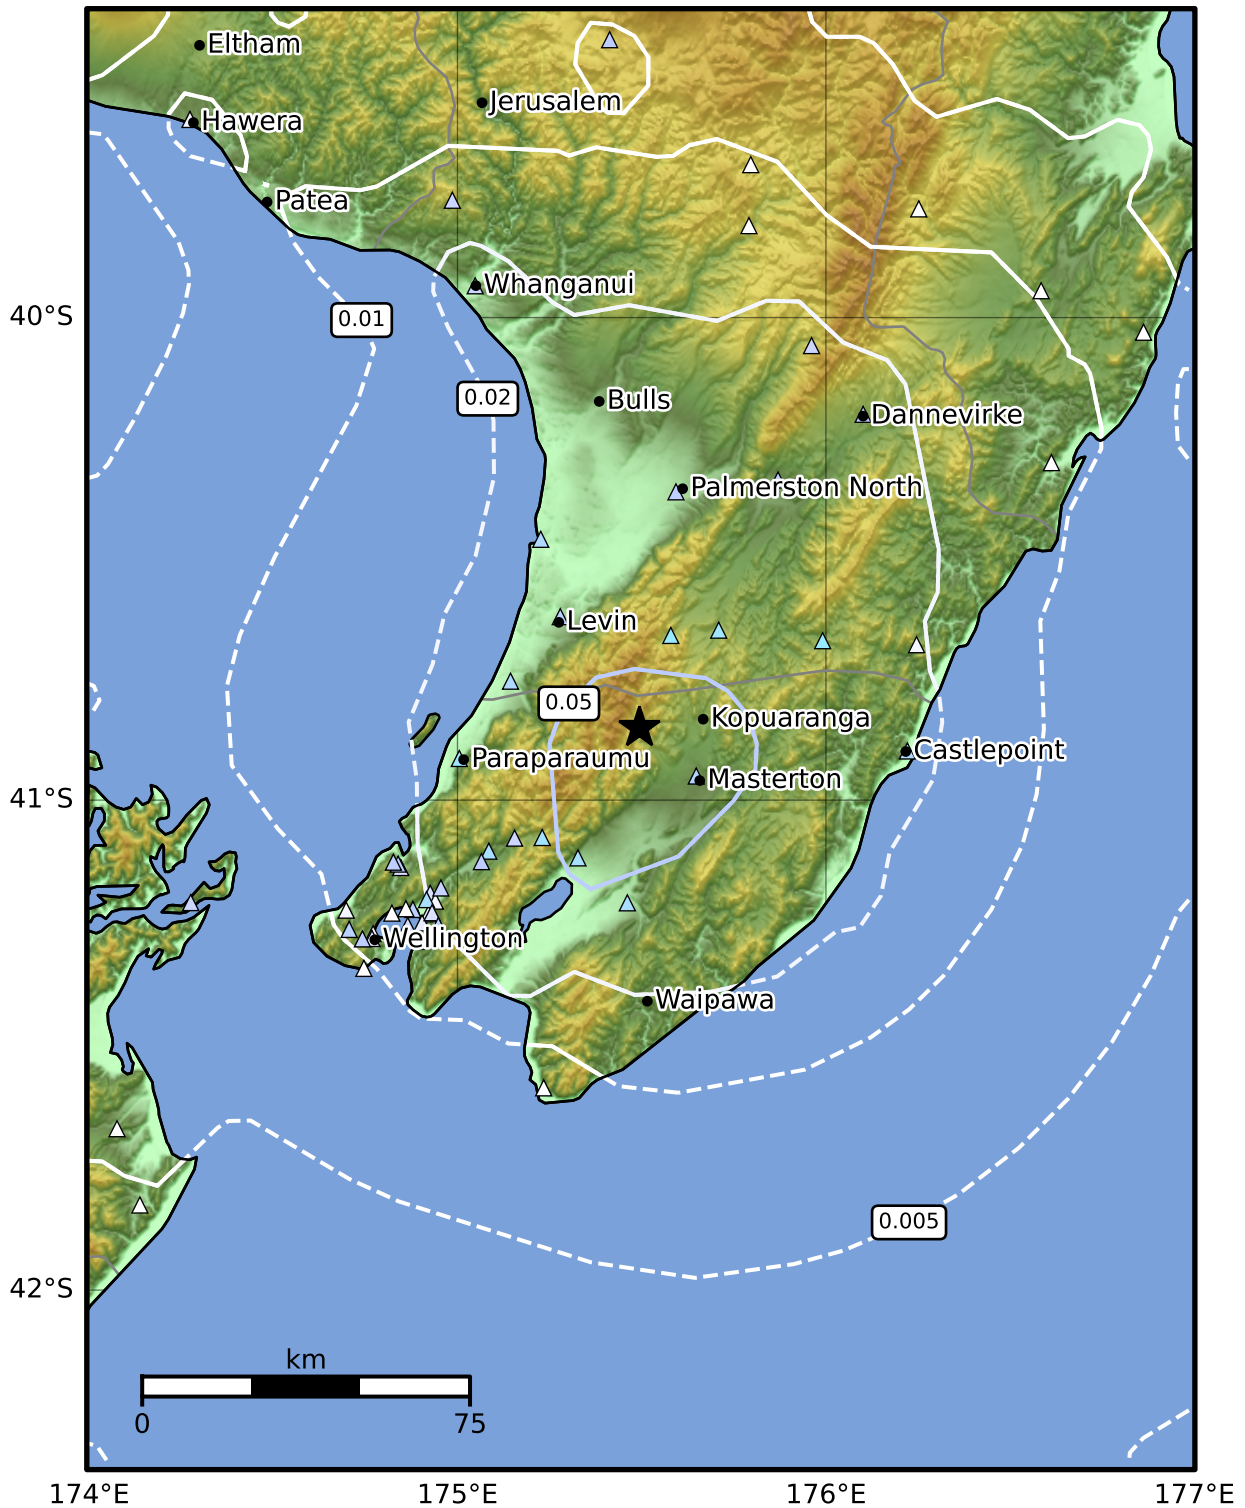 Eltham
Jerusalem
Hawera
Patea
Whanganui
40°S
0.01
0.02
Bulls
Dannevirke
Palmerston North
Levin
0.05
Kopuaranga
Castlepoint
Paraparaumu
Masterton
41°S
Wellington
Waipawa
0.005
42°S
km
0 75
174°E 175°E 176°E 177°E